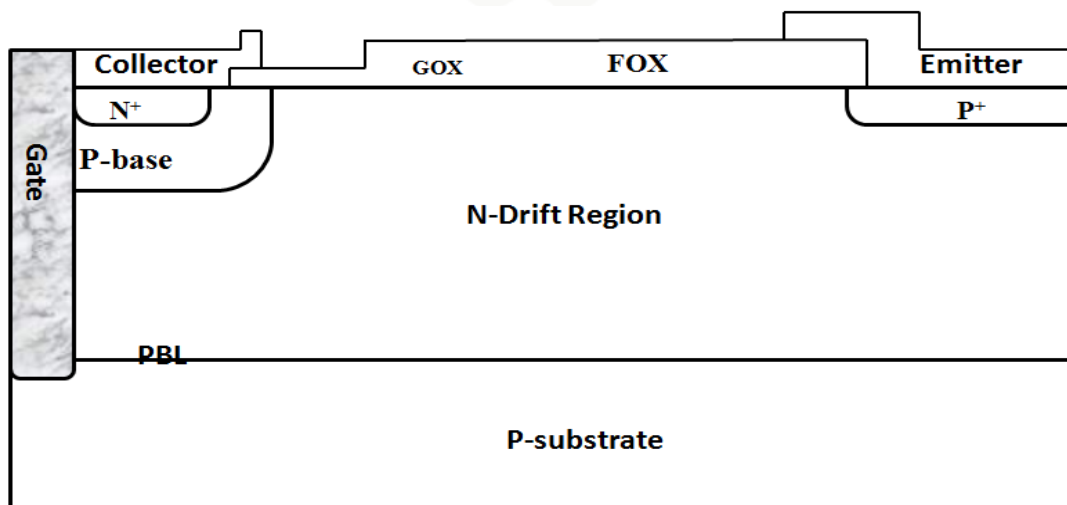 Collector
GOX
FOX
Emitter
N+
P+
Gate
P-base
N-Drift Region
PBL
P-substrate